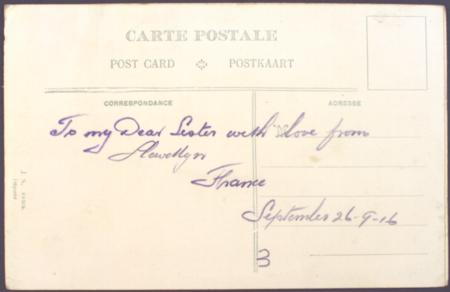 CARTE POSTALE
POST CARD POSTKAART
CORRESPONDANCE ADRESSE
To my Dear Sister with love from
Llewellyn
France
September 26-9-16
3